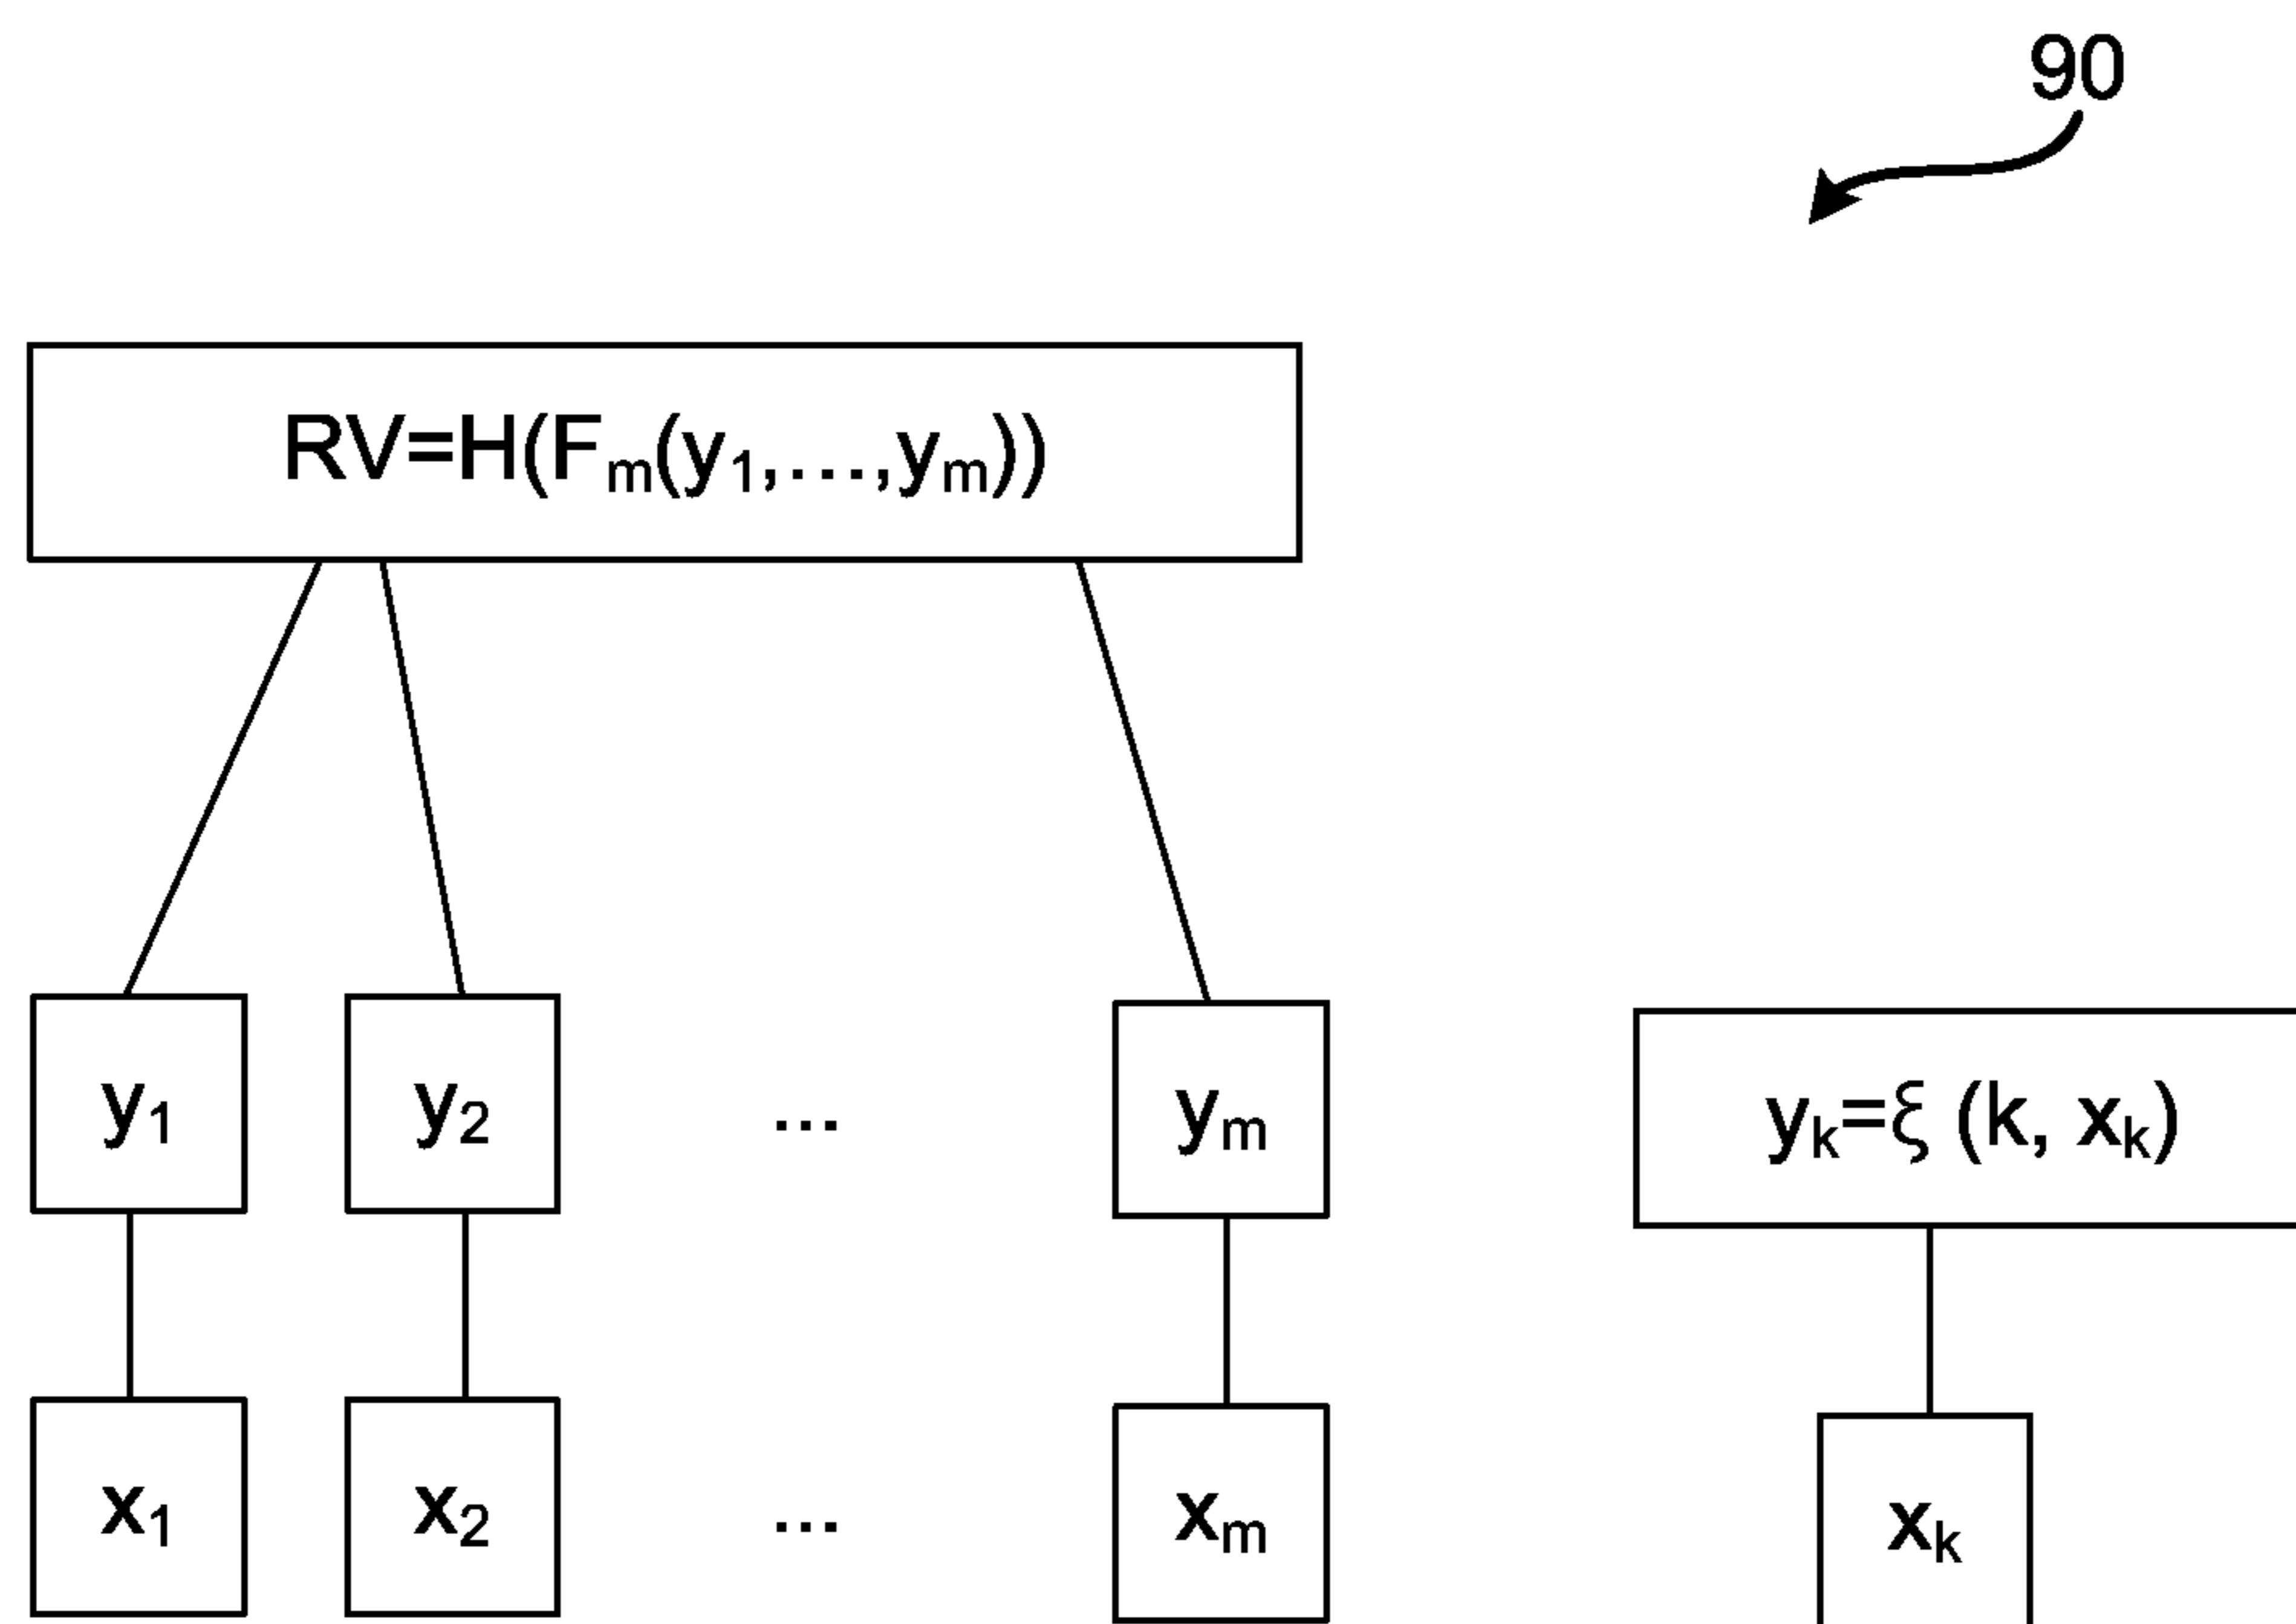 90
RV=H(Fₘ(y₁,...,yₘ))
y₁ y₂ ... yₘ yₖ=ξ (k, xₖ)
x₁ x₂ ... xₘ xₖ